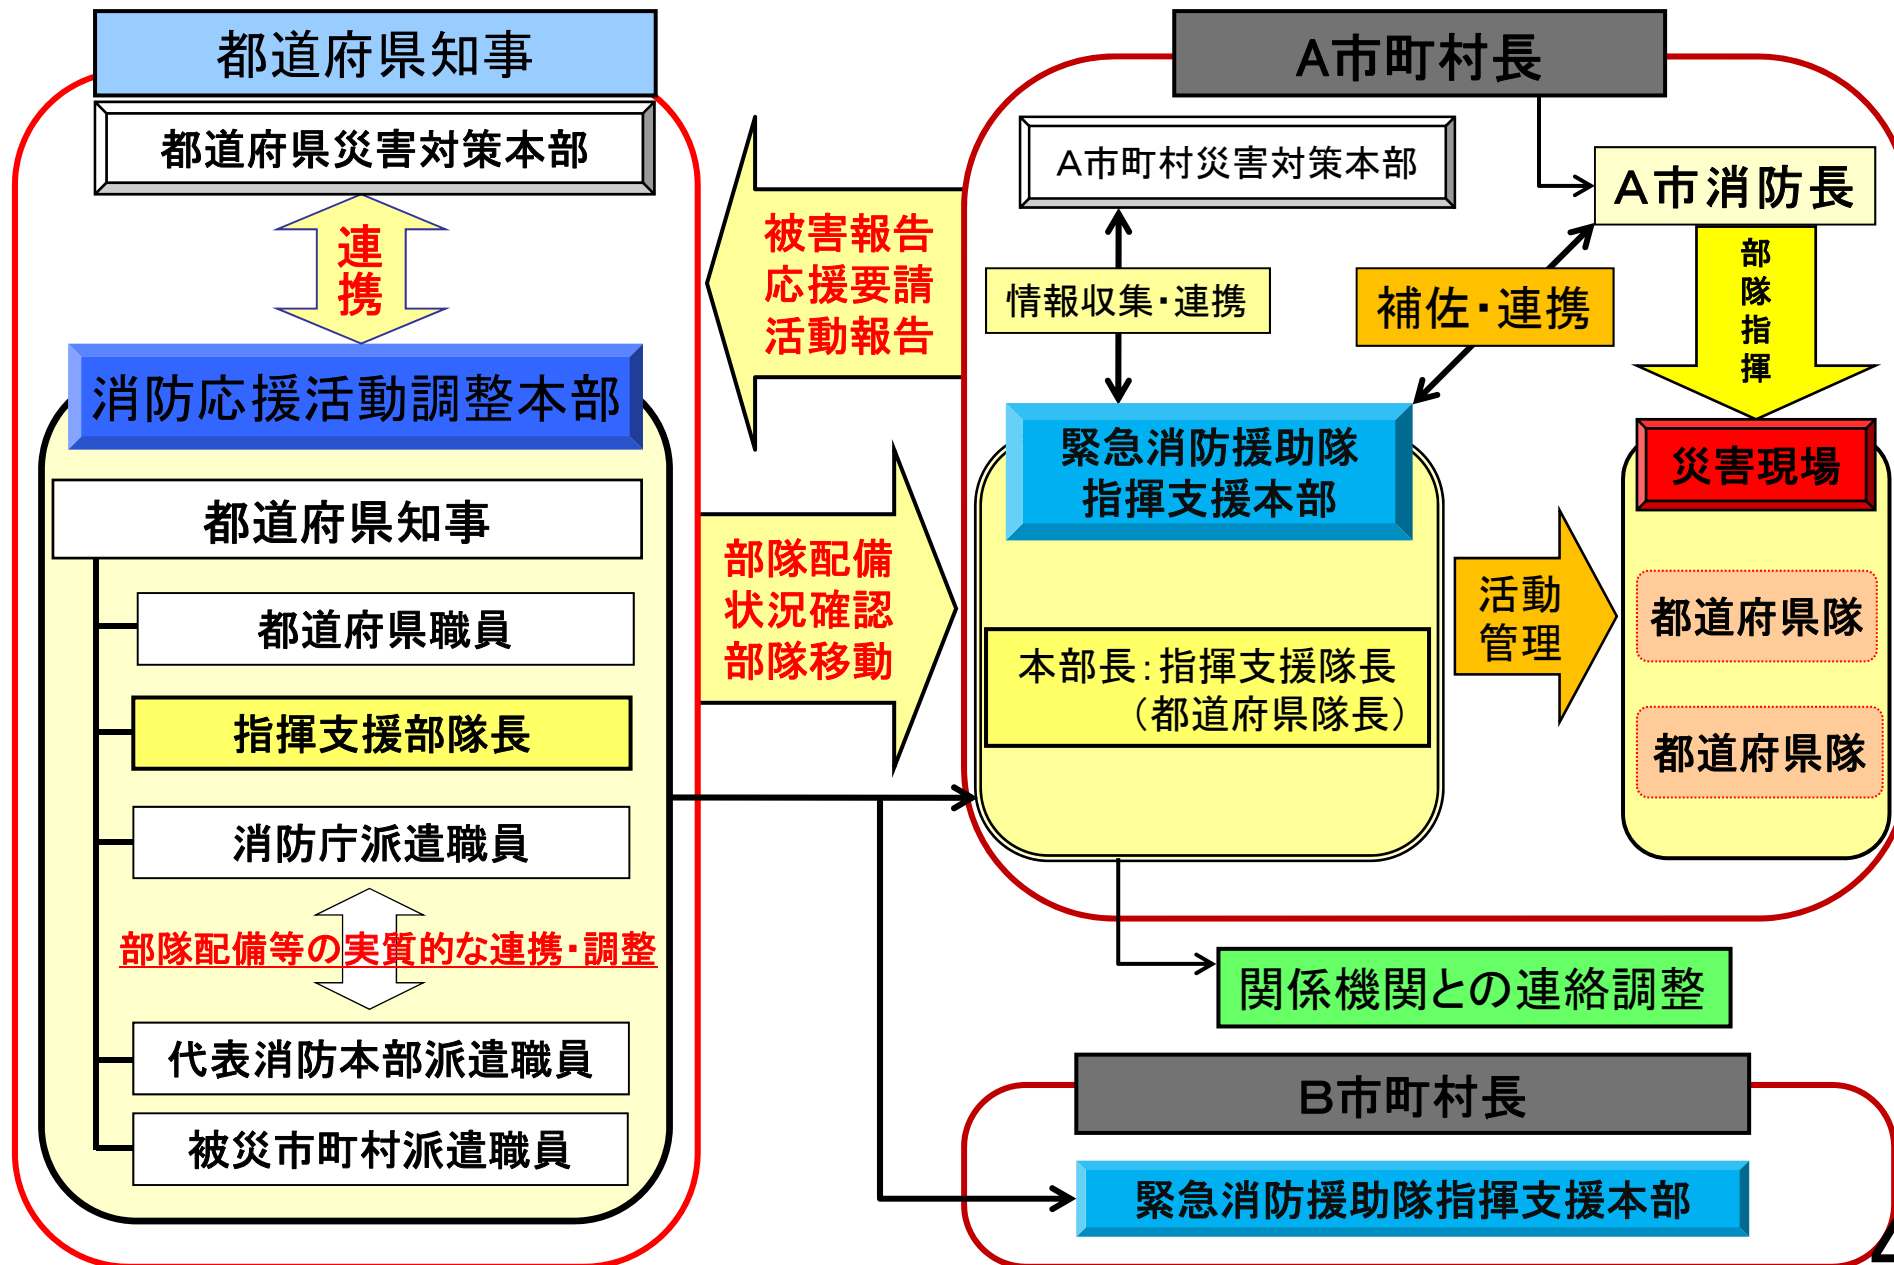 都道府県知事
都道府県災害対策本部
連
携
消防応援活動調整本部
都道府県知事
都道府県職員
指揮支援部隊長
消防庁派遣職員
部隊配備等の実質的な連携・調整
代表消防本部派遣職員
被災市町村派遣職員
被害報告
応援要請
活動報告
部隊配備
状況確認
部隊移動
A市町村長
A市町村災害対策本部
A市消防長
情報収集・連携
補佐・連携
部
隊
指
揮
緊急消防援助隊
指揮支援本部
本部長：指揮支援隊長
（都道府県隊長）
活動
管理
災害現場
都道府県隊
都道府県隊
関係機関との連絡調整
B市町村長
緊急消防援助隊指揮支援本部